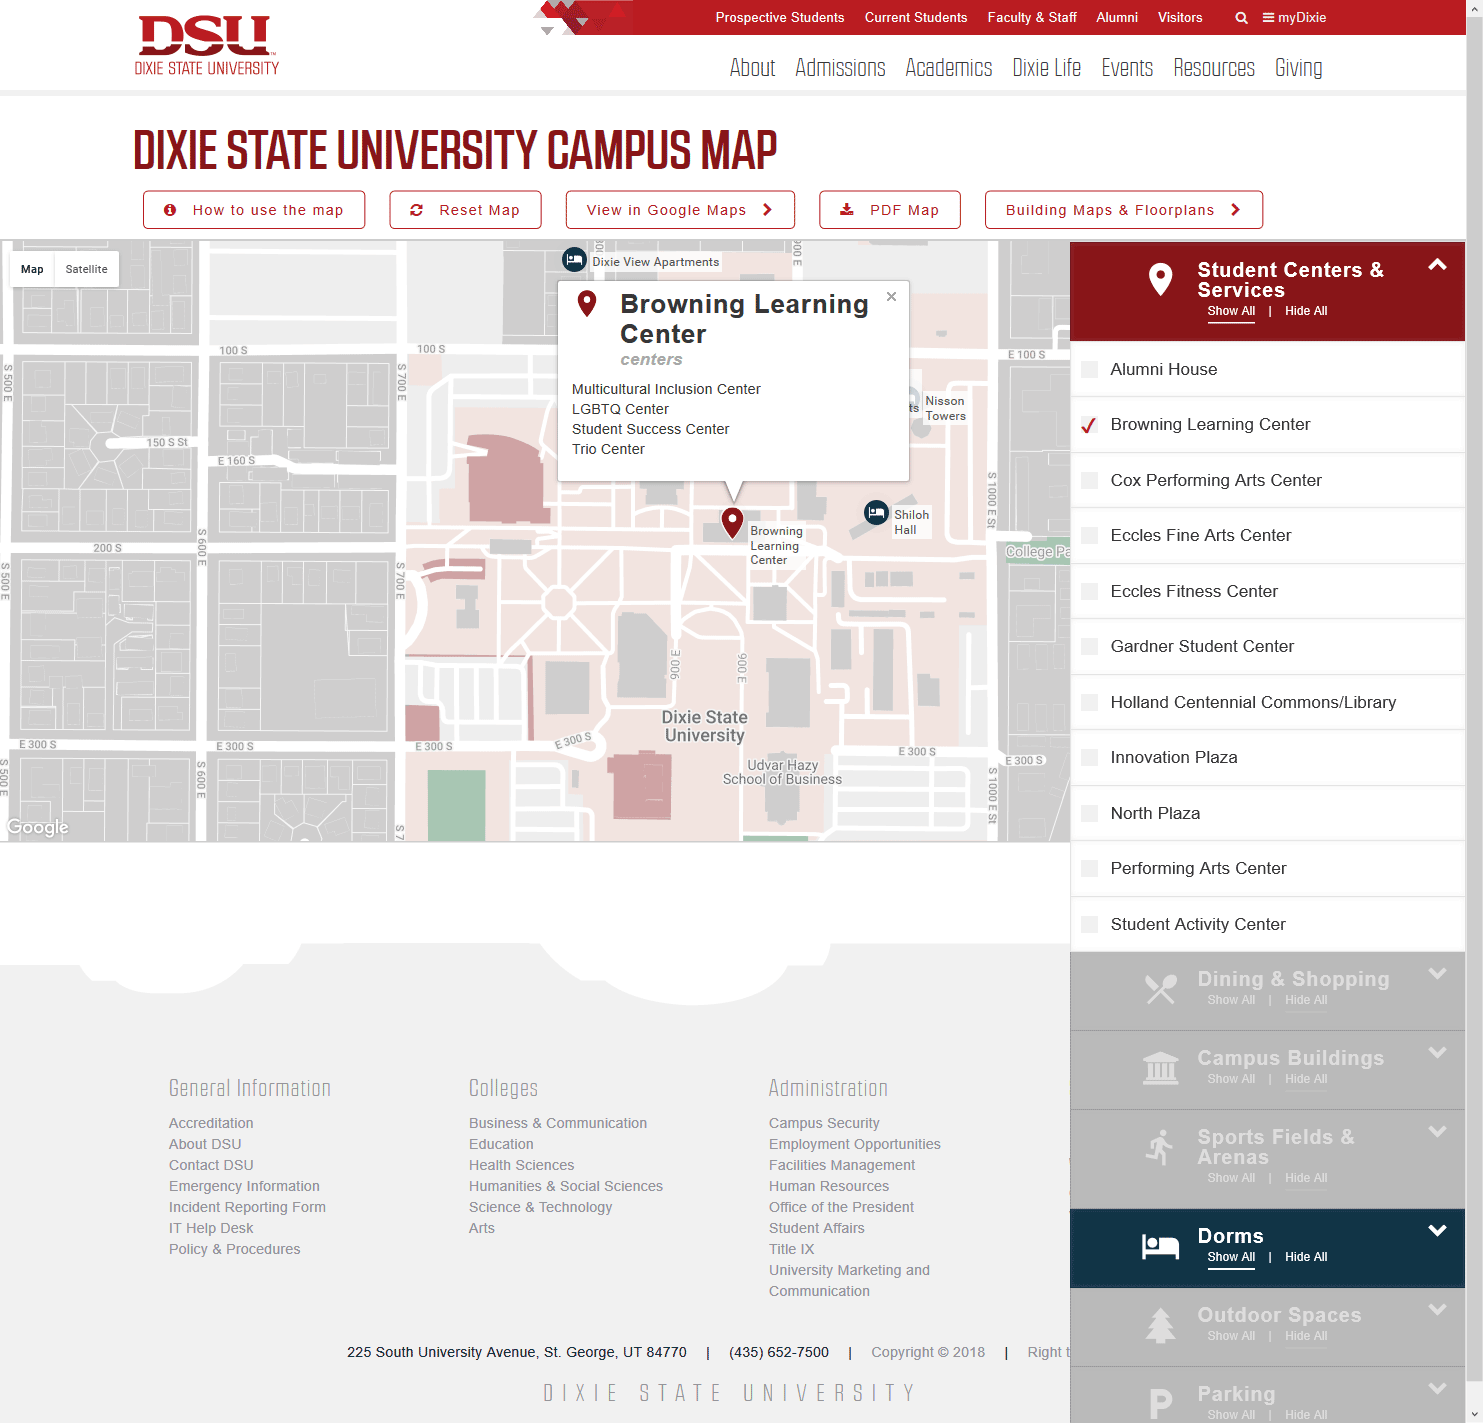 DSU
DIXIE STATE UNIVERSITY
Prospective Students
Current Students
Faculty & Staff
Alumni
Visitors
myDixie
About
Admissions
Academics
Dixie Life
Events
Resources
Giving
DIXIE STATE UNIVERSITY CAMPUS MAP
How to use the map
Reset Map
View in Google Maps
PDF Map
Building Maps & Floorplans
Map
Satellite
Dixie View Apartments
900 E
Browning Learning
Center
centers
Multicultural Inclusion Center
LGBTQ Center
Student Success Center
Trio Center
100 S
100 S
E 100 S
S 500 E
S 700 E
Nisson
Towers
ts
150 S St
E 160 S
S 1000 E St
Shiloh
Hall
Browning
Learning
Center
200 S
S 600 E
College Pa
S 500 E
S 700 E
E 006
900 E
Dixie State
University
E 300 S
E 300 S
E 300 S
E 300 S
E 300 S
E 300 S
Udvar Hazy
School of Business
S 500 E
S 600 E
S 1000 E St
S 7
Google
Student Centers &
Services
Show All | Hide All
Alumni House
Browning Learning Center
Cox Performing Arts Center
Eccles Fine Arts Center
Eccles Fitness Center
Gardner Student Center
Holland Centennial Commons/Library
Innovation Plaza
North Plaza
Performing Arts Center
Student Activity Center
Dining & Shopping
Show All | Hide All
Campus Buildings
Show All | Hide All
Sports Fields &
Arenas
Show All | Hide All
Dorms
Show All | Hide All
Outdoor Spaces
Show All | Hide All
Parking
Show All | Hide All
General Information
Accreditation
About DSU
Contact DSU
Emergency Information
Incident Reporting Form
IT Help Desk
Policy & Procedures
Colleges
Business & Communication
Education
Health Sciences
Humanities & Social Sciences
Science & Technology
Arts
Administration
Campus Security
Employment Opportunities
Facilities Management
Human Resources
Office of the President
Student Affairs
Title IX
University Marketing and
Communication
225 South University Avenue, St. George, UT 84770 | (435) 652-7500 | Copyright © 2018 | Right t
DIXIE STATE UNIVERSITY